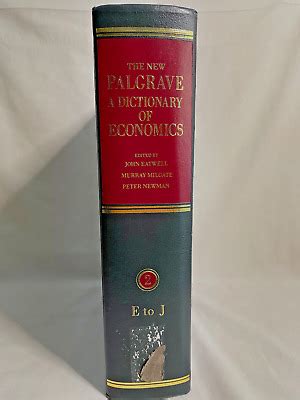 THE NEW
PALGRAVE
A DICTIONARY
OF
ECONOMICS
EDITED BY
JOHN EATWELL
MURRAY MILGATE
PETER NEWMAN
2
E to J